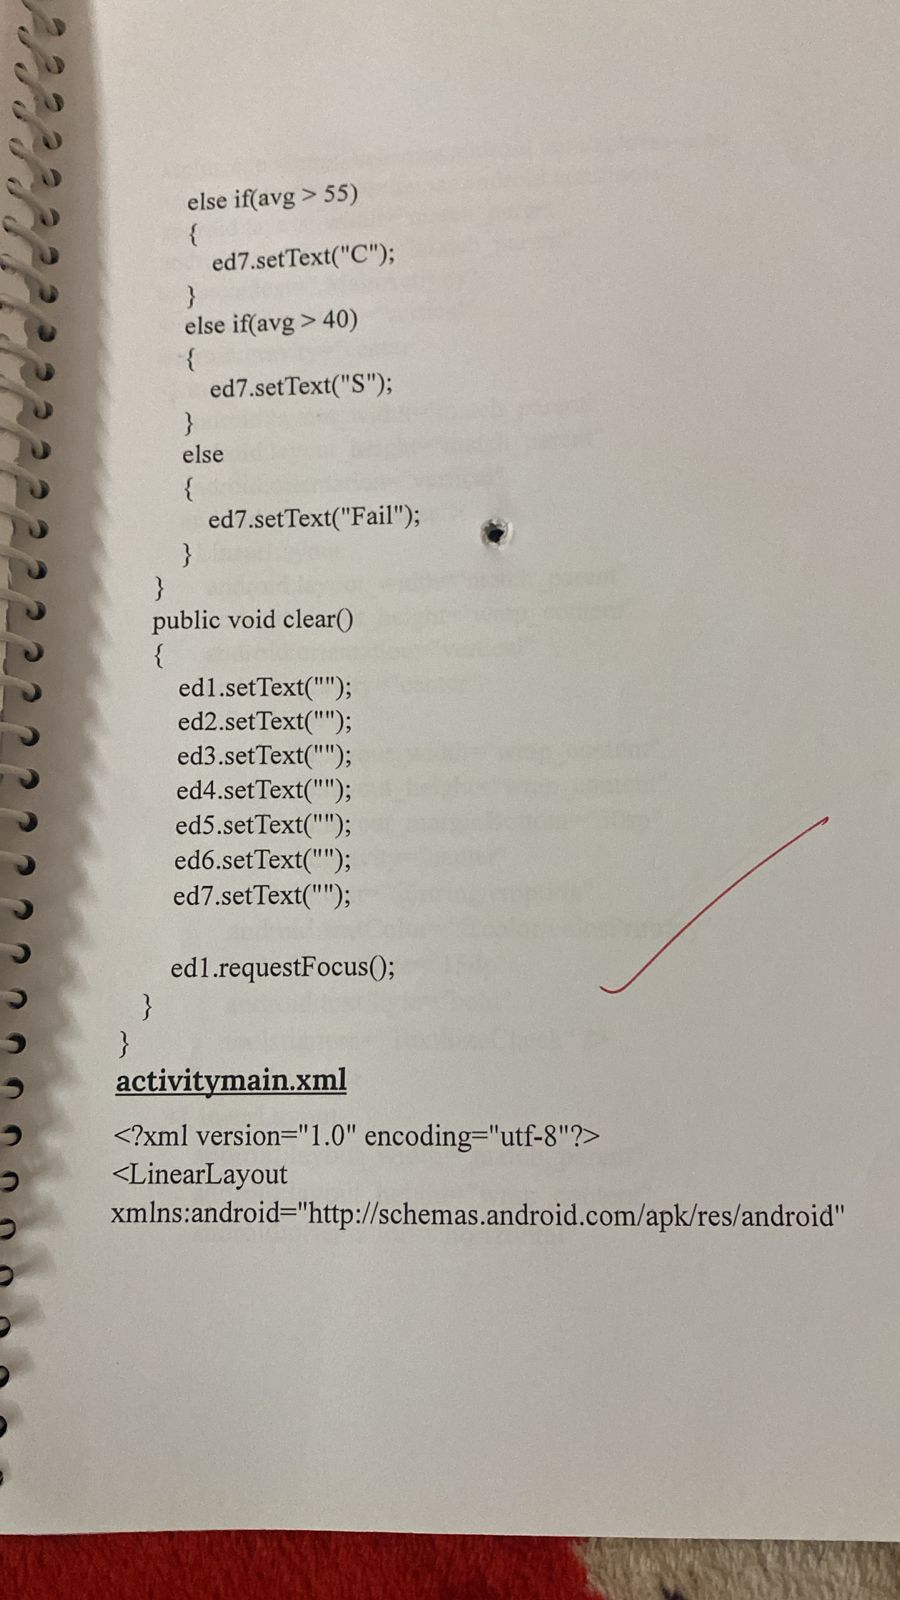 else if(avg > 55)
{
ed7.setText("C");
}
else if(avg > 40)
{
ed7.setText("S");
}
else
{
ed7.setText("Fail");
}
}
public void clear()
{
ed1.setText("");
ed2.setText("");
ed3.setText("");
ed4.setText("");
ed5.setText("");
ed6.setText("");
ed7.setText("");
ed1.requestFocus();
}
}
activitymain.xml
<?xml version="1.0" encoding="utf-8"?>
<LinearLayout
xmlns:android="http://schemas.android.com/apk/res/android"